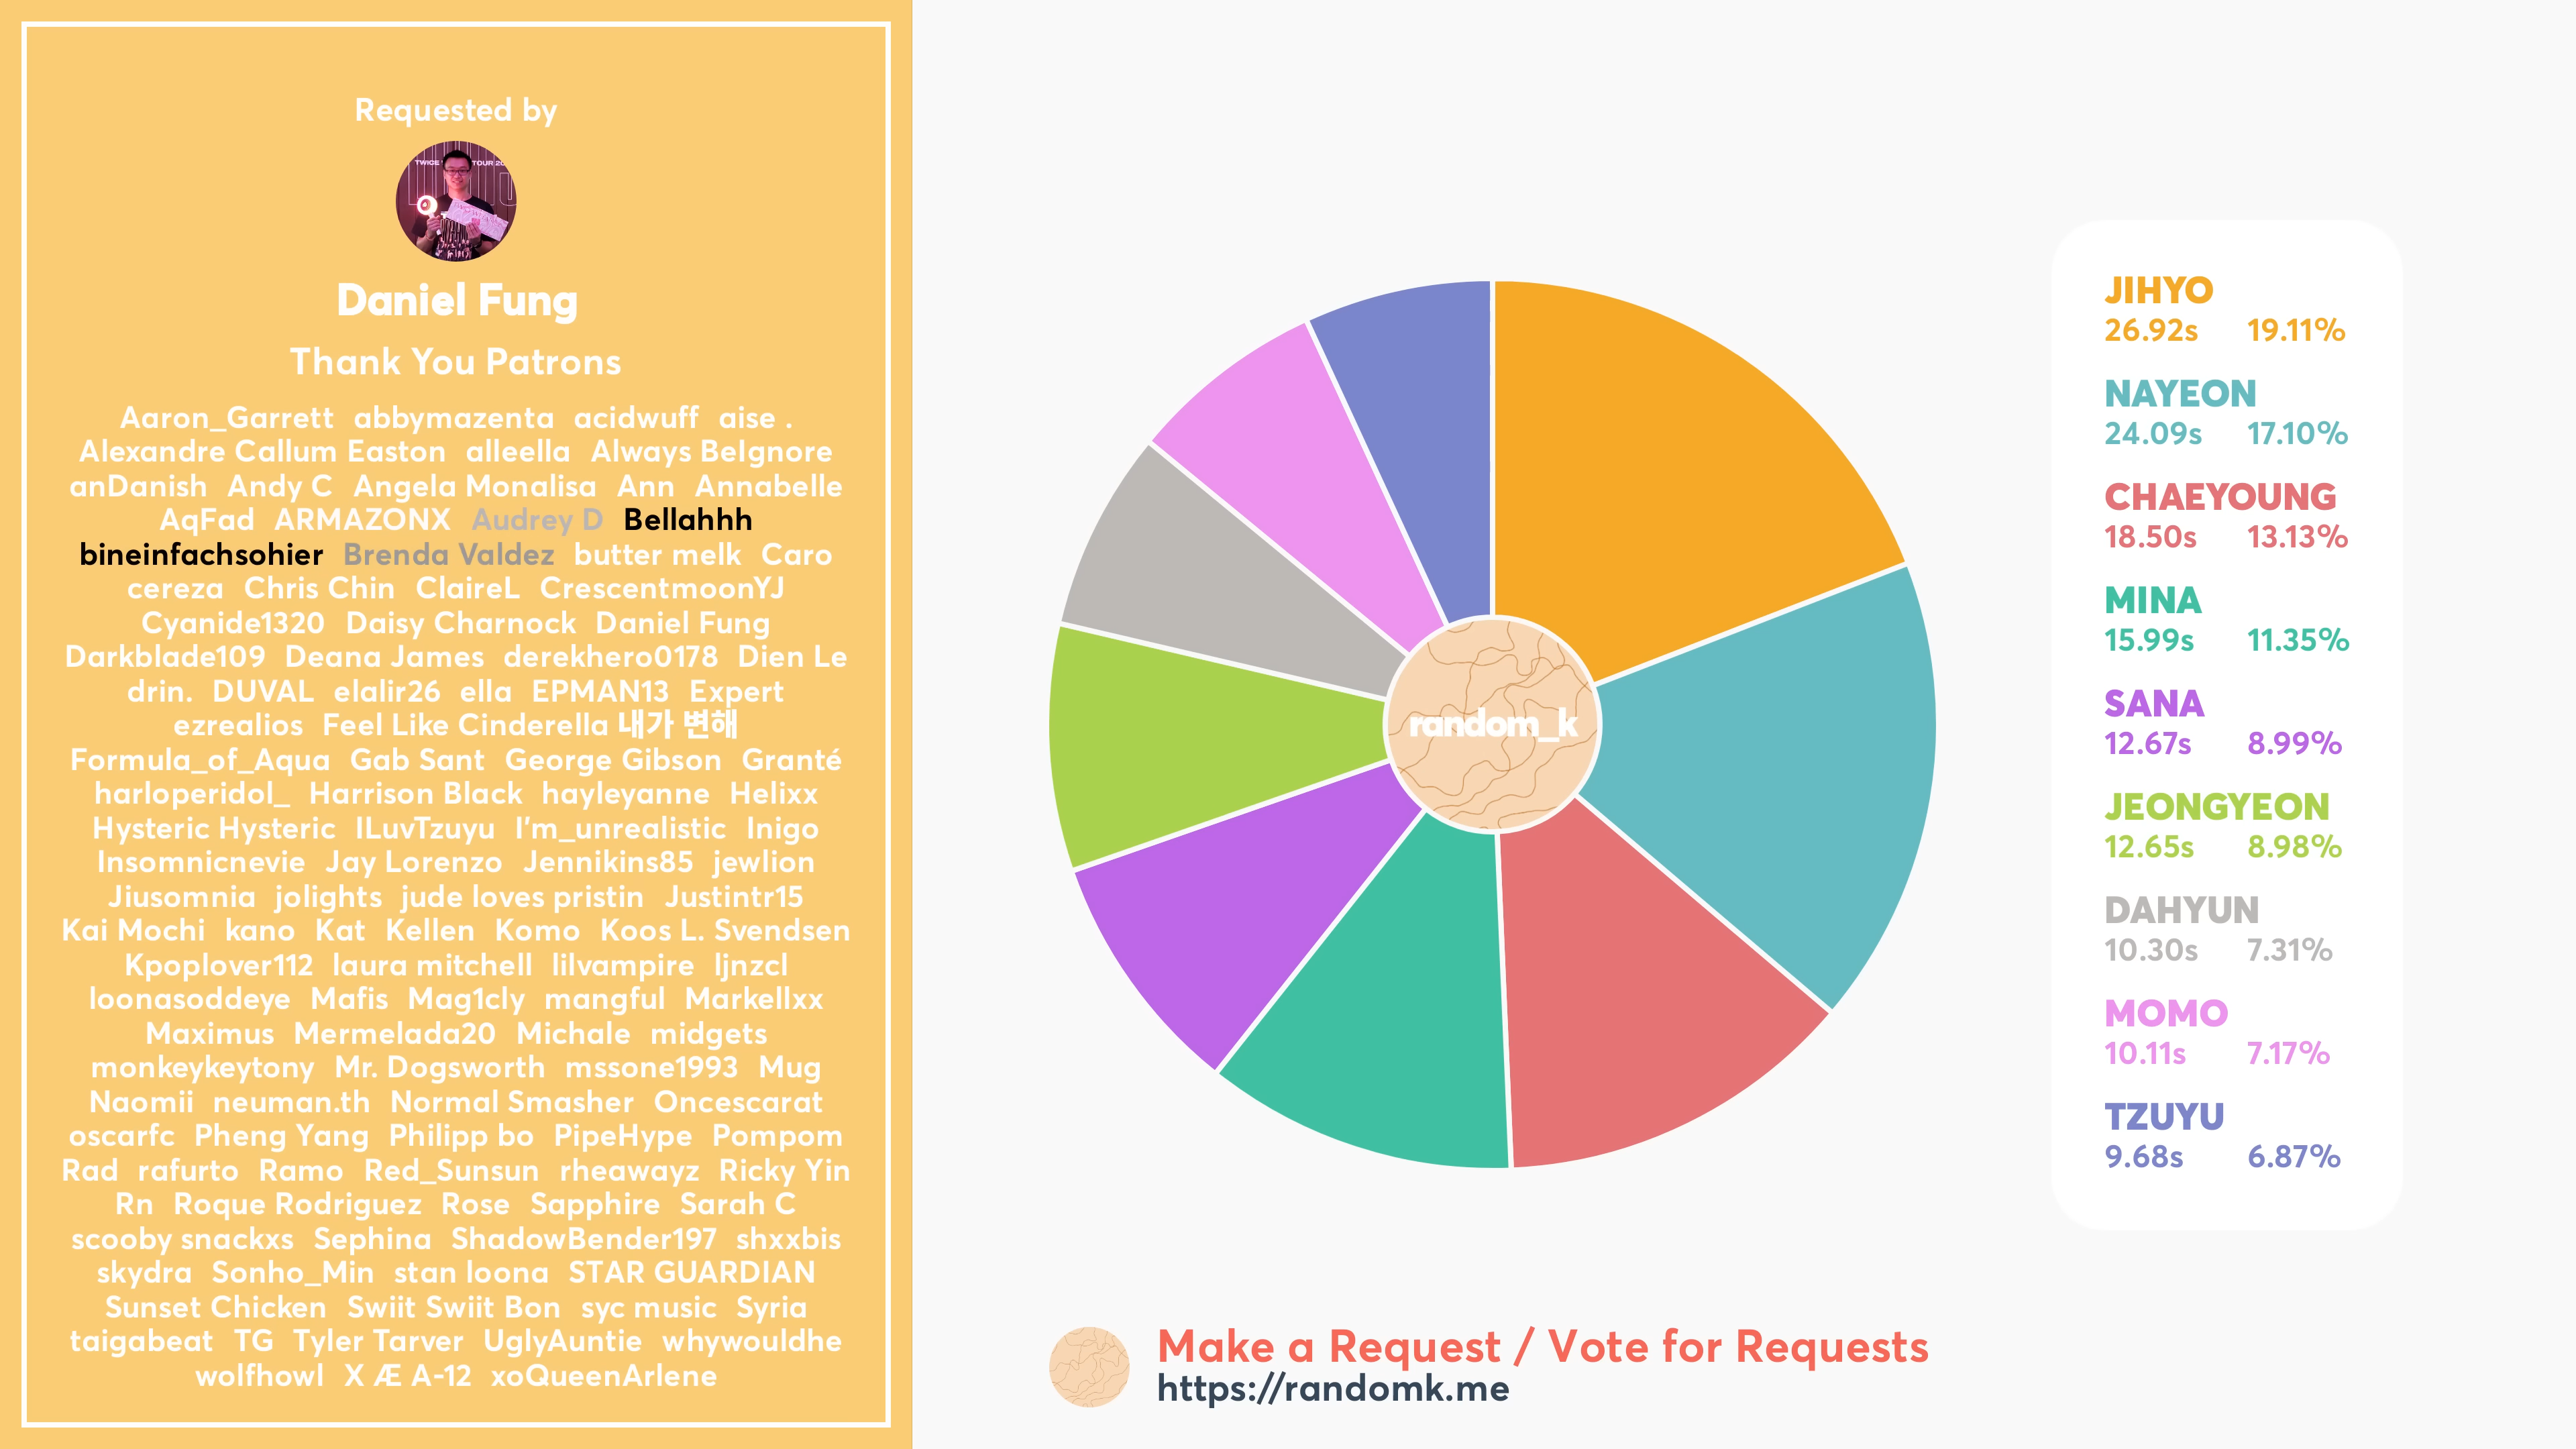 Requested by
TWICE TOUR 20
Daniel Fung
Thank You Patrons
Aaron_Garrett abbymazenta acidwuff aise .
Alexandre Callum Easton alleella Always BeIgnore
anDanish Andy C Angela Monalisa Ann Annabelle
AqFad ARMAZONX Audrey D Bellahhh
bineinfachsohier Brenda Valdez butter melk Caro
cereza Chris Chin ClaireL CrescentmoonYJ
Cyanide1320 Daisy Charnock Daniel Fung
Darkblade109 Deana James derekhero0178 Dien Le
drin. DUVAL elalir26 ella EPMAN13 Expert
ezrealios Feel Like Cinderella 내가 변해
Formula_of_Aqua Gab Sant George Gibson Granté
harloperidol_ Harrison Black hayleyanne Helixx
Hysteric Hysteric ILuvTzuyu I'm_unrealistic Inigo
Insomnicnevie Jay Lorenzo Jennikins85 jewlion
Jiusomnia jolights jude loves pristin Justintr15
Kai Mochi kano Kat Kellen Komo Koos L. Svendsen
Kpoplover112 laura mitchell lilvampire ljnzcl
loonasoddeye Mafis Mag1cly mangful Markellxx
Maximus Mermelada20 Michale midgets
monkeykeytony Mr. Dogsworth mssone1993 Mug
Naomii neuman.th Normal Smasher Oncescarat
oscarfc Pheng Yang Philipp bo PipeHype Pompom
Rad rafurto Ramo Red_Sunsun rheawayz Ricky Yin
Rn Roque Rodriguez Rose Sapphire Sarah C
scooby snackxs Sephina ShadowBender197 shxxbis
skydra Sonho_Min stan loona STAR GUARDIAN
Sunset Chicken Swiit Swiit Bon syc music Syria
taigabeat TG Tyler Tarver UglyAuntie whywouldhe
wolfhowl X Æ A-12 xoQueenArlene
random_k
JIHYO
26.92s 19.11%
NAYEON
24.09s 17.10%
CHAEYOUNG
18.50s 13.13%
MINA
15.99s 11.35%
SANA
12.67s 8.99%
JEONGYEON
12.65s 8.98%
DAHYUN
10.30s 7.31%
MOMO
10.11s 7.17%
TZUYU
9.68s 6.87%
Make a Request / Vote for Requests
https://randomk.me